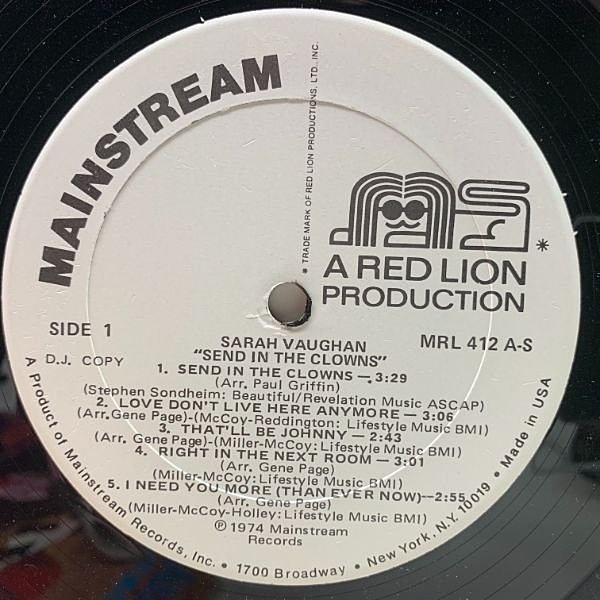 MAINSTREAM
* TRADE MARK OF RED LION PRODUCTIONS, LTD., INC.
*
A RED LION
PRODUCTION
SIDE 1
MRL 412 A-S
D.J. COPY
SARAH VAUGHAN
"SEND IN THE CLOWNS"
1. SEND IN THE CLOWNS — 3:29
(Arr. Paul Griffin)
(Stephen Sondheim: Beautiful/Revelation Music ASCAP)
2. LOVE DON'T LIVE HERE ANYMORE — 3:06
(Arr.Gene Page)-(McCoy-Reddington: Lifestyle Music BMI)
3. THAT'LL BE JOHNNY — 2:43
(Arr. Gene Page)-(Miller-McCoy: Lifestyle Music BMI)
4. RIGHT IN THE NEXT ROOM — 3:01
(Arr. Gene Page)
(Miller-McCoy: Lifestyle Music BMI)
5. I NEED YOU MORE (THAN EVER NOW)--2:55
(Arr. Gene Page)
(Miller-McCoy-Holley: Lifestyle Music BMI)
℗ © 1974 Mainstream
Records
A Product of Mainstream Records, Inc. • 1700 Broadway • New York, N.Y. 10019 • Made in USA